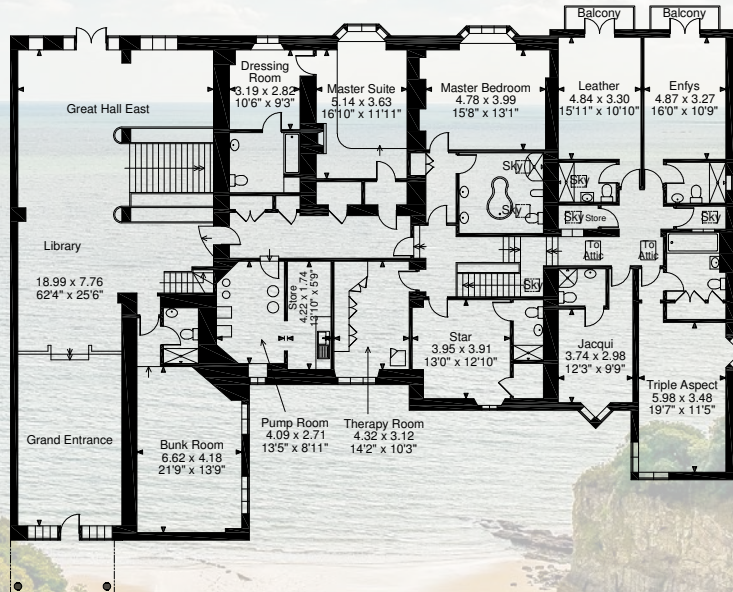 Balcony
Balcony
Dressing
Room
3.19 x 2.82
10'6" x 9'3"
Master Suite
5.14 x 3.63
16'10" x 11'11"
Master Bedroom
4.78 x 3.99
15'8" x 13'1"
Leather
4.84 x 3.30
15'11" x 10'10"
Enfys
4.87 x 3.27
16'0" x 10'9"
Great Hall East
Sky
Sky
Sky
Sky
Store
Sky
Library
18.99 x 7.76
62'4" x 25'6"
To
Attic
To
Attic
Store
4.22 x 1.74
13'10" x 5'9"
Sky
Star
3.95 x 3.91
13'0" x 12'10"
Jacqui
3.74 x 2.98
12'3" x 9'9"
Triple Aspect
5.98 x 3.48
19'7" x 11'5"
Grand Entrance
Bunk Room
6.62 x 4.18
21'9" x 13'9"
Pump Room
4.09 x 2.71
13'5" x 8'11"
Therapy Room
4.32 x 3.12
14'2" x 10'3"